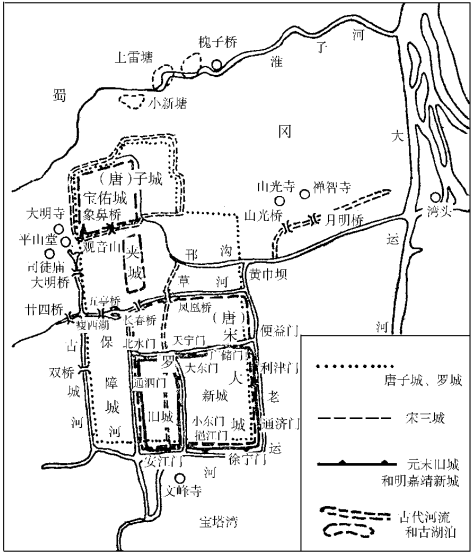 槐子桥
上雷塘
淮子河
小新塘
蜀
冈
大
运
(唐)子城
宝佑城
象鼻桥
大明寺
平山堂
观音山
司徒庙
大明桥
夹城
山光寺
禅智寺
山光桥
月明桥
湾头
邗沟
草河
黄巾坝
廿四桥
五亭桥
瘦西湖
长春桥
凤凰桥
(唐)
宋
大
城
北水门
天宁门
广储门
便益门
古城河
保障城河
双桥
罗
通泗门
旧城
大东门
新城
小东门
挹江门
利津门
老
通济门
运
河
安江门
徐宁门
文峰寺
宝塔湾
唐子城、罗城
宋三城
元末旧城
和明嘉靖新城
古代河流
和古湖泊